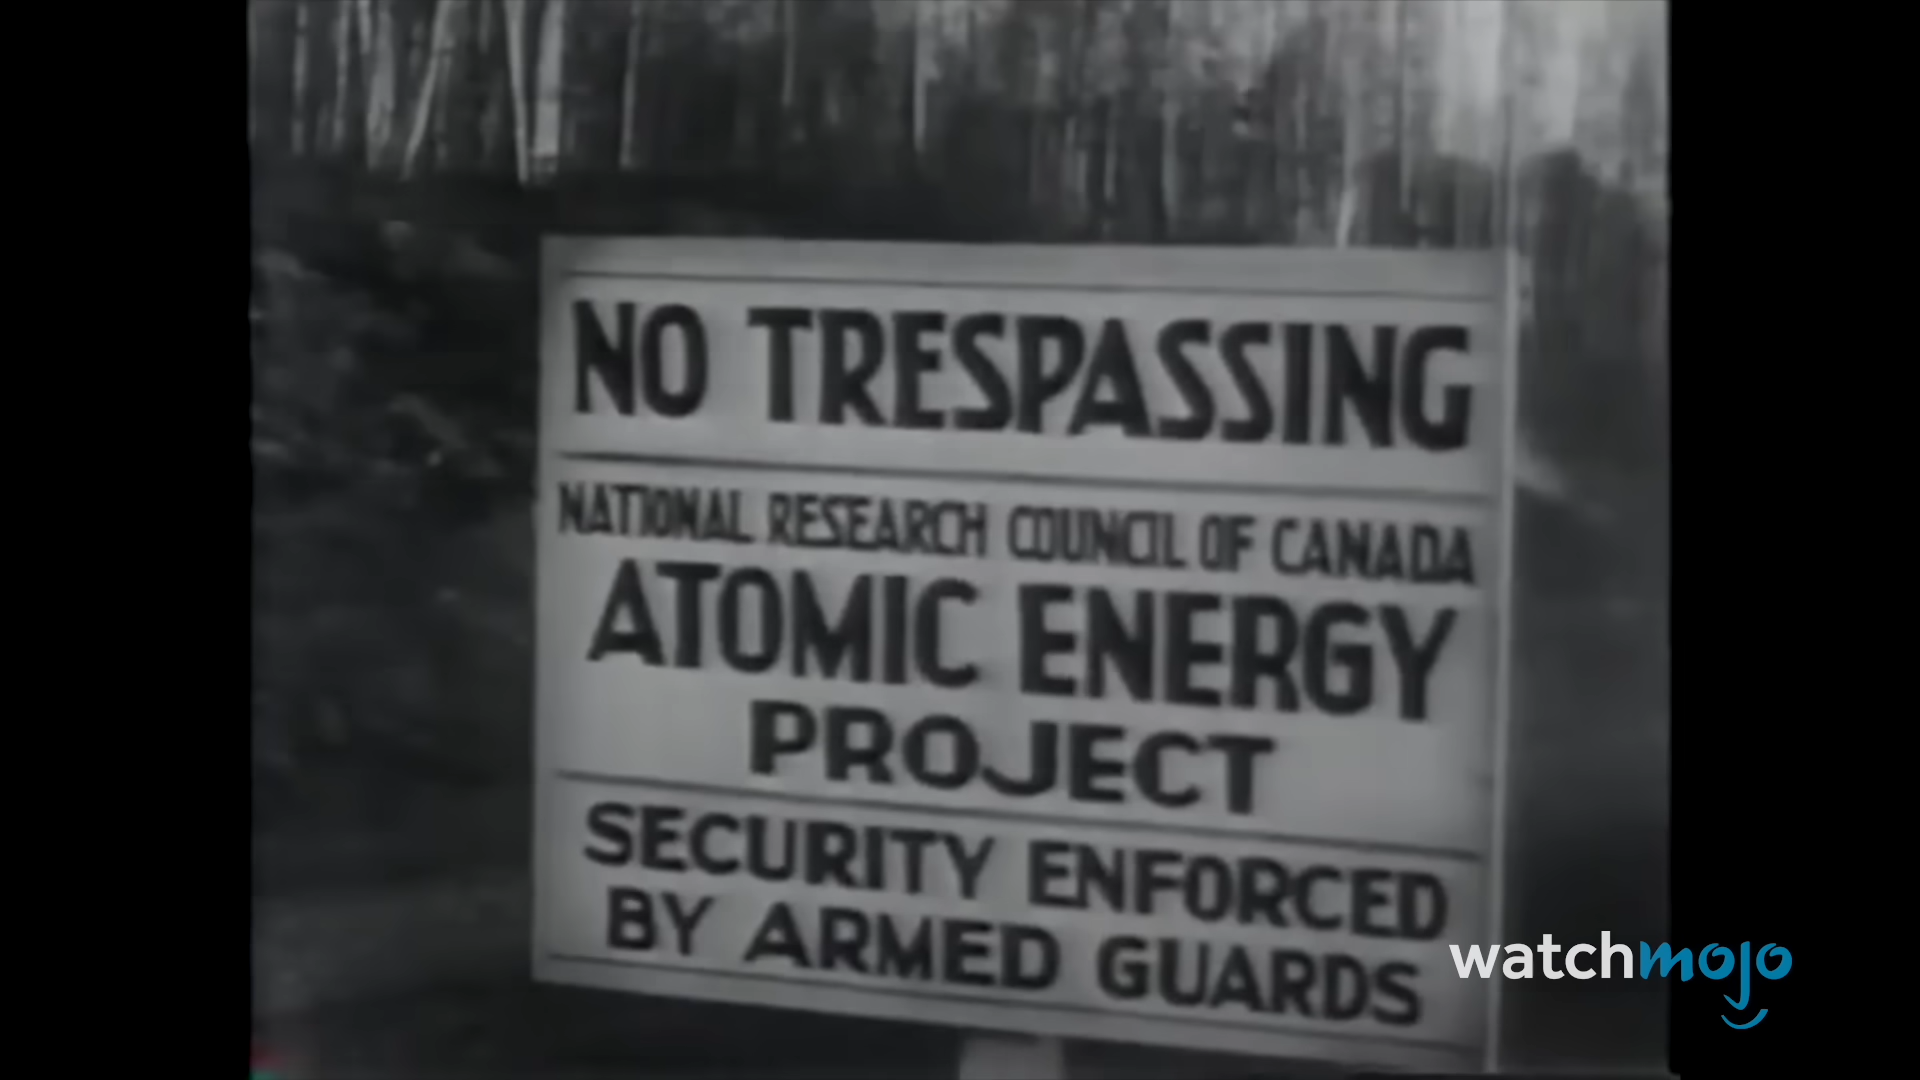 NO TRESPASSING
NATIONAL RESEARCH COUNCIL OF CANADA
ATOMIC ENERGY
PROJECT
SECURITY ENFORCED
BY ARMED GUARDS
watchmojo